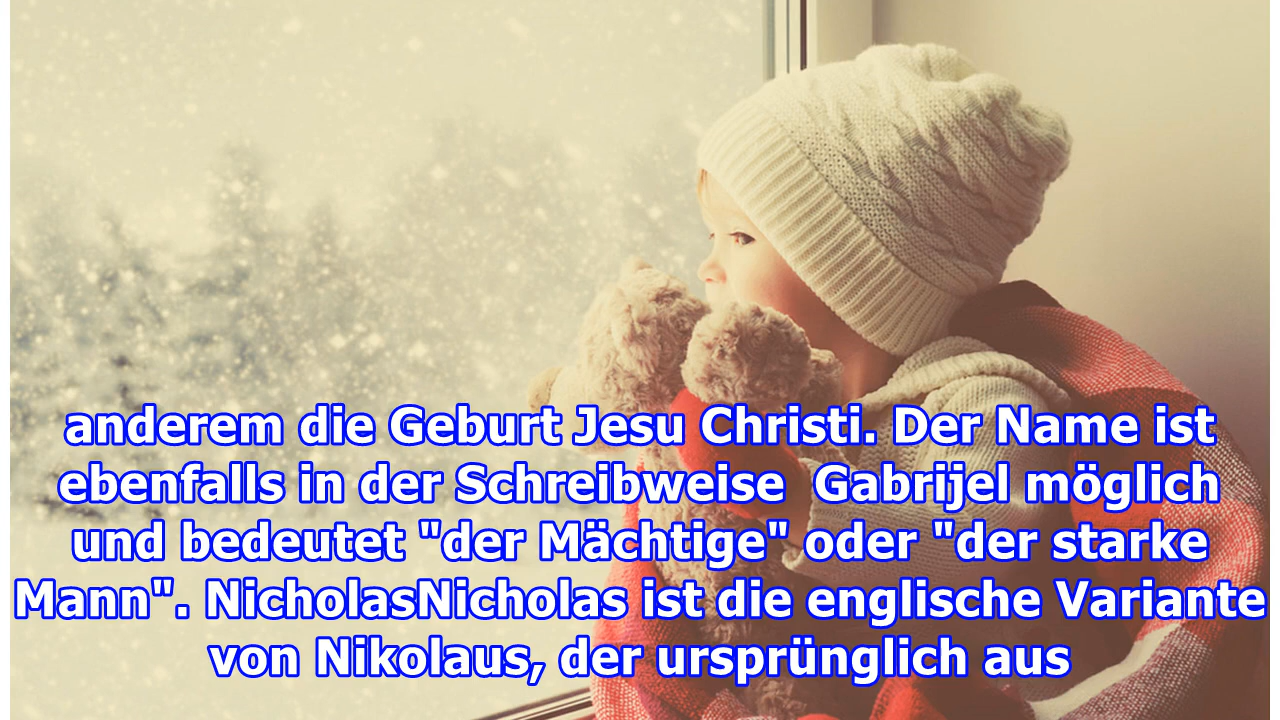 anderem die Geburt Jesu Christi. Der Name ist
ebenfalls in der Schreibweise  Gabrijel möglich
und bedeutet "der Mächtige" oder "der starke
Mann". NicholasNicholas ist die englische Variante
von Nikolaus, der ursprünglich aus